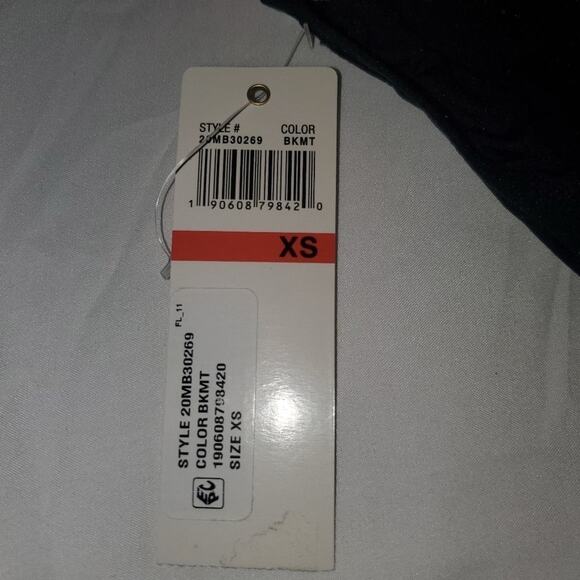 STYLE # COLOR
20MB30269 BKMT
1 90608 79842 0
XS
FL_11
STYLE 20MB30269
COLOR BKMT
190608798420
SIZE XS